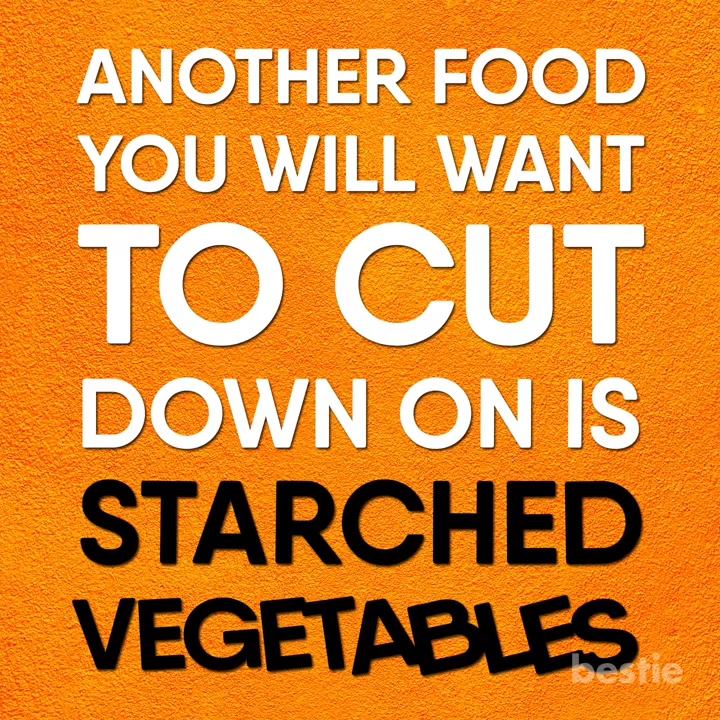 ANOTHER FOOD
YOU WILL WANT
TO CUT
DOWN ON IS
STARCHED
VEGETABLES
bestie